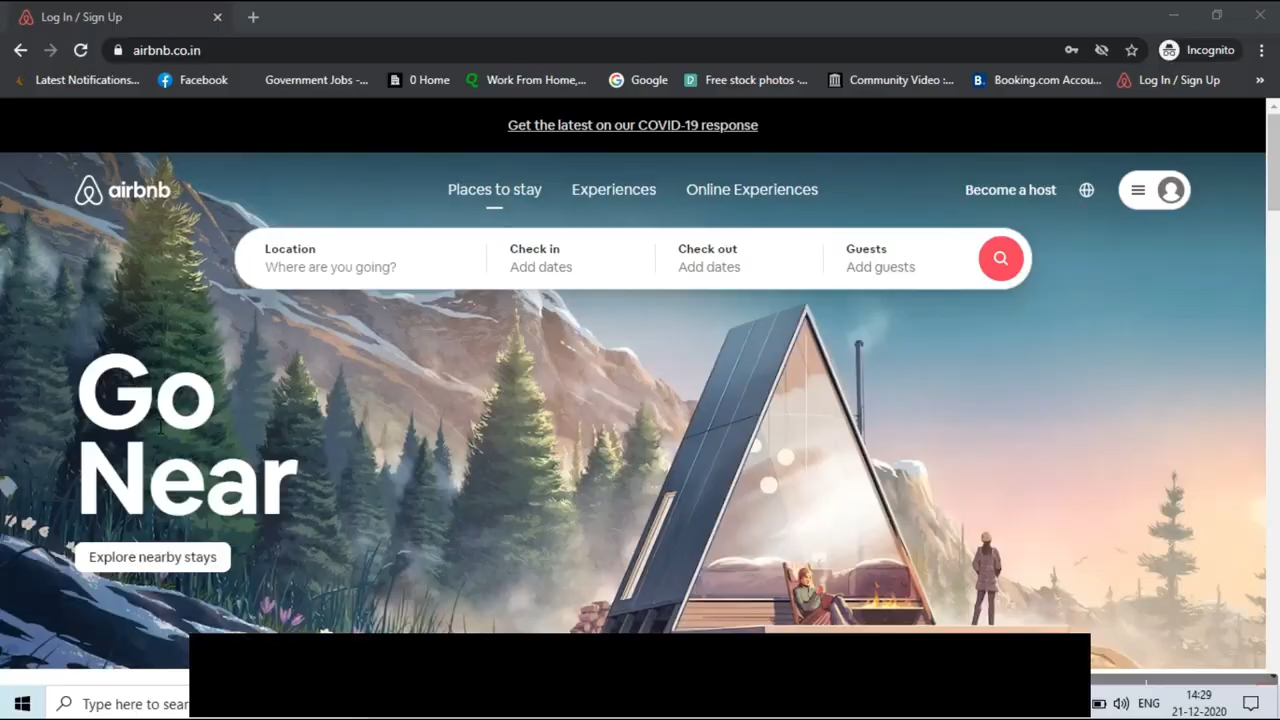 Log In / Sign Up
airbnb.co.in
Incognito
Latest Notifications...
Facebook
Government Jobs -...
0 Home
Work From Home,...
Google
Free stock photos -...
Community Video :...
Booking.com Accou...
Log In / Sign Up
Get the latest on our COVID-19 response
airbnb
Places to stay
Experiences
Online Experiences
Become a host
Location
Where are you going?
Check in
Add dates
Check out
Add dates
Guests
Add guests
Go
Near
Explore nearby stays
Type here to sear
ENG
14:29
21-12-2020